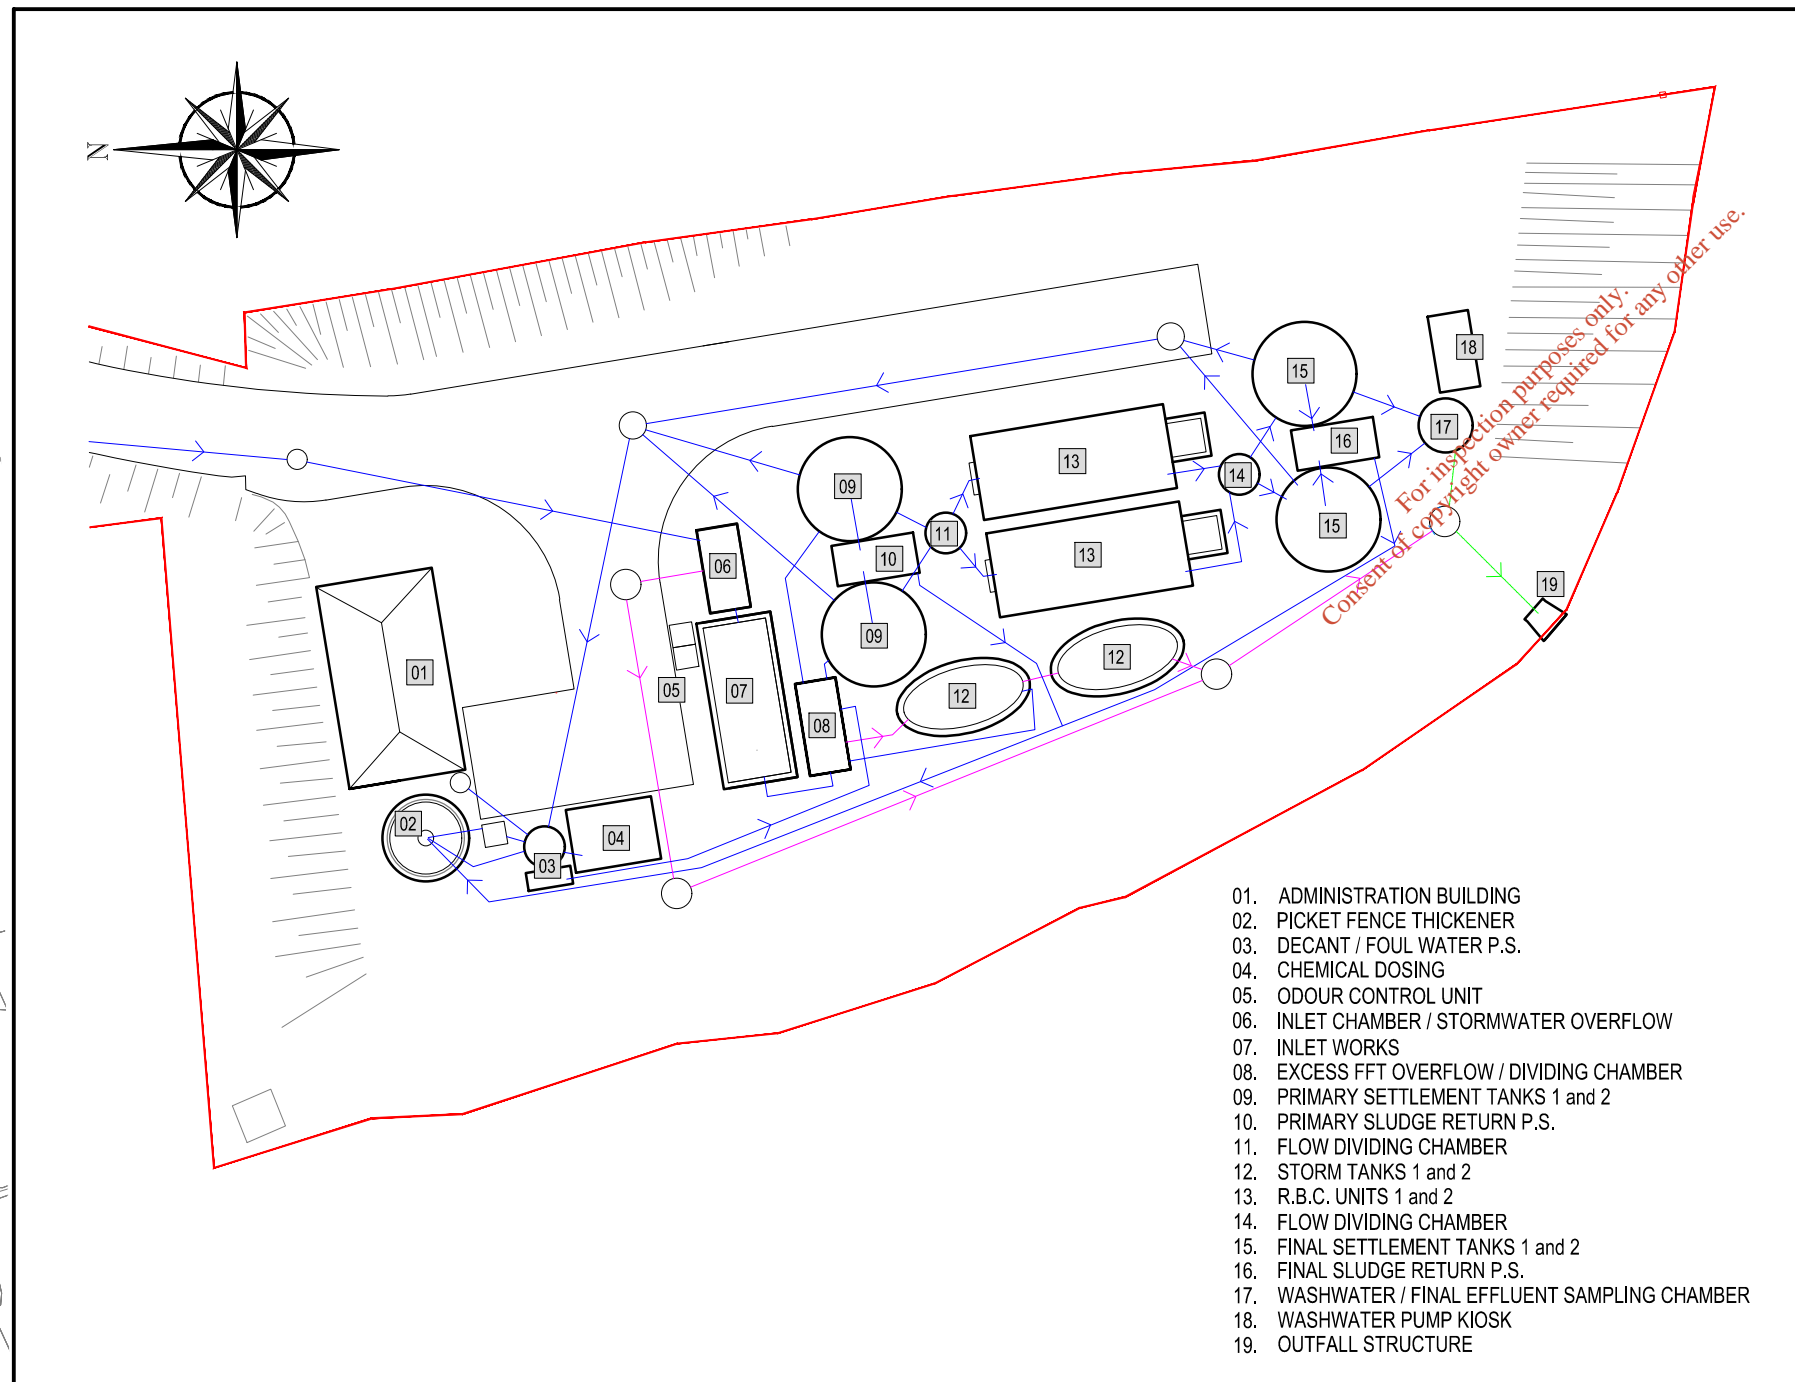 N
18
15
17
16
13
14
09
11
15
10
13
06
19
09
12
01
05
07
12
08
02
04
03
For inspection purposes only.
Consent of copyright owner required for any other use.
01. ADMINISTRATION BUILDING
02. PICKET FENCE THICKENER
03. DECANT / FOUL WATER P.S.
04. CHEMICAL DOSING
05. ODOUR CONTROL UNIT
06. INLET CHAMBER / STORMWATER OVERFLOW
07. INLET WORKS
08. EXCESS FFT OVERFLOW / DIVIDING CHAMBER
09. PRIMARY SETTLEMENT TANKS 1 and 2
10. PRIMARY SLUDGE RETURN P.S.
11. FLOW DIVIDING CHAMBER
12. STORM TANKS 1 and 2
13. R.B.C. UNITS 1 and 2
14. FLOW DIVIDING CHAMBER
15. FINAL SETTLEMENT TANKS 1 and 2
16. FINAL SLUDGE RETURN P.S.
17. WASHWATER / FINAL EFFLUENT SAMPLING CHAMBER
18. WASHWATER PUMP KIOSK
19. OUTFALL STRUCTURE